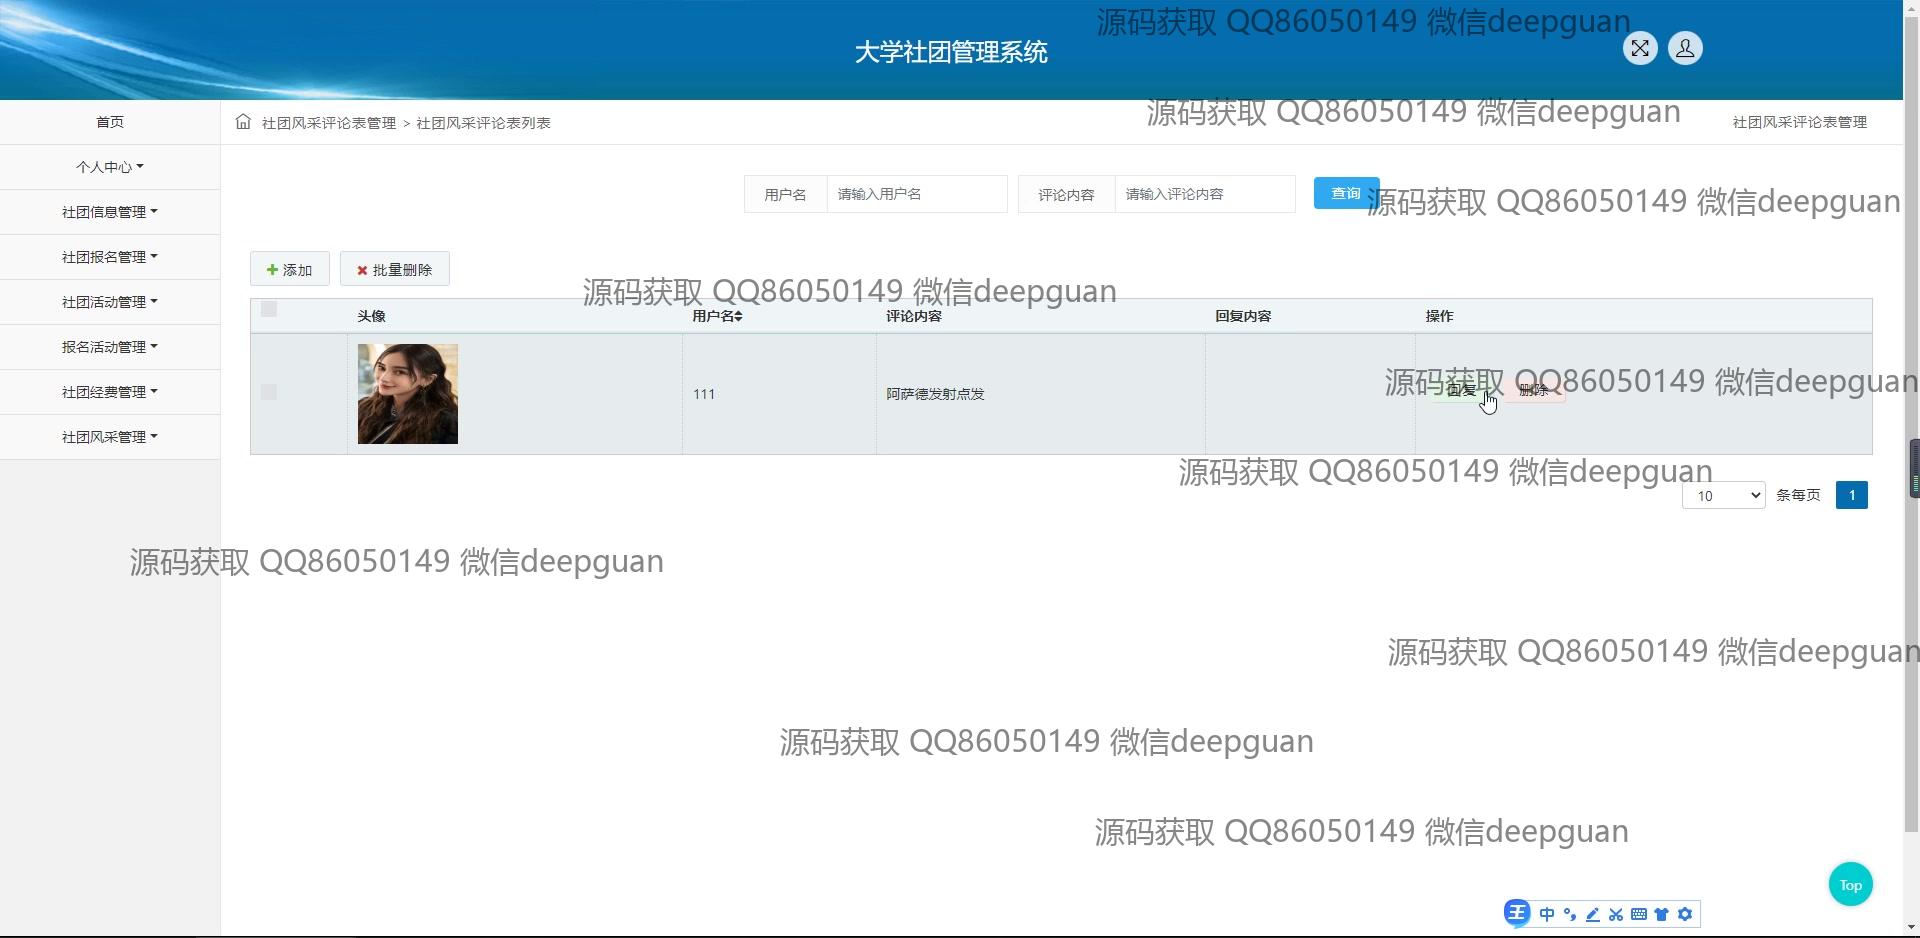 源码获取 QQ86050149 微信deepguan
大学社团管理系统
首页
社团风采评论表管理 > 社团风采评论表列表
源码获取 QQ86050149 微信deepguan
社团风采评论表管理
个人中心
用户名 请输入用户名 评论内容 请输入评论内容 查询
源码获取 QQ86050149 微信deepguan
社团信息管理
社团报名管理
添加 批量删除
源码获取 QQ86050149 微信deepguan
社团活动管理
头像 用户名 评论内容 回复内容 操作
报名活动管理
111 阿萨德发射点发 回复 删除
源码获取 QQ86050149 微信deepguan
社团经费管理
社团风采管理
源码获取 QQ86050149 微信deepguan
10 条每页 1
源码获取 QQ86050149 微信deepguan
源码获取 QQ86050149 微信deepguan
源码获取 QQ86050149 微信deepguan
源码获取 QQ86050149 微信deepguan
Top
王 中